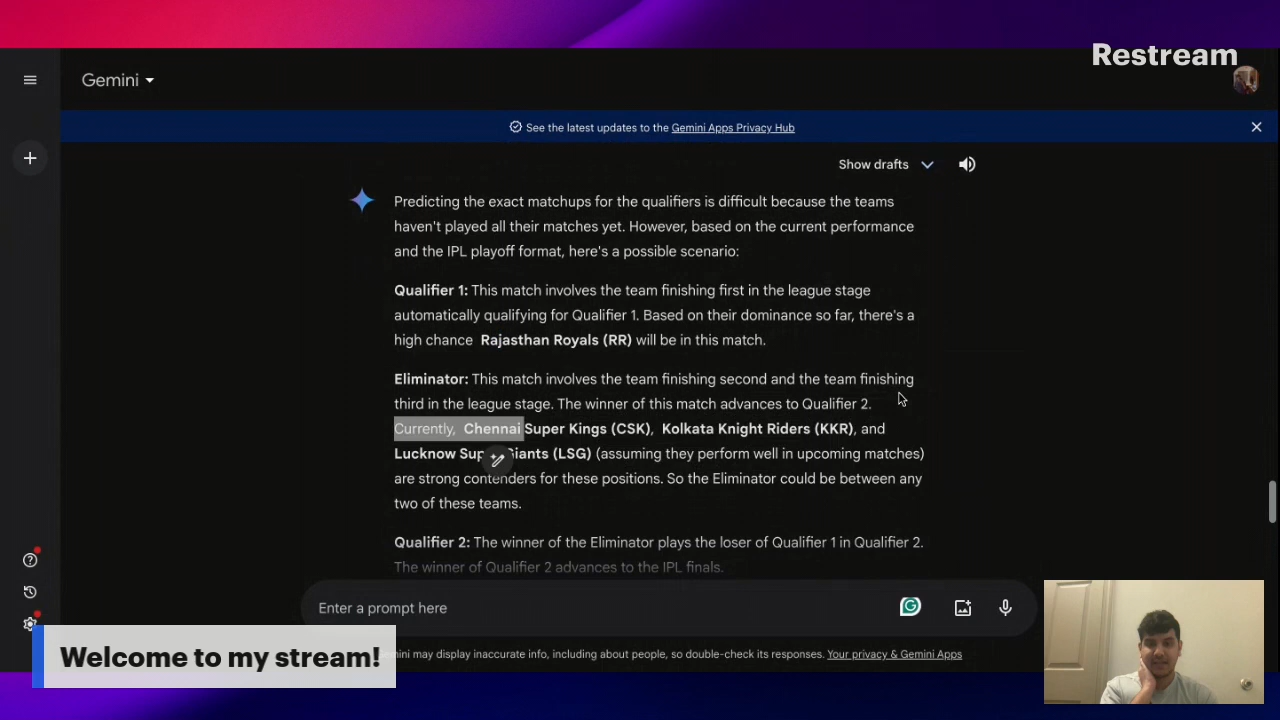 Restream
Gemini
See the latest updates to the Gemini Apps Privacy Hub
Show drafts
Predicting the exact matchups for the qualifiers is difficult because the teams
haven't played all their matches yet. However, based on the current performance
and the IPL playoff format, here's a possible scenario:
Qualifier 1: This match involves the team finishing first in the league stage
automatically qualifying for Qualifier 1. Based on their dominance so far, there's a
high chance Rajasthan Royals (RR) will be in this match.
Eliminator: This match involves the team finishing second and the team finishing
third in the league stage. The winner of this match advances to Qualifier 2.
Currently, Chennai Super Kings (CSK), Kolkata Knight Riders (KKR), and
Lucknow Super Giants (LSG) (assuming they perform well in upcoming matches)
are strong contenders for these positions. So the Eliminator could be between any
two of these teams.
Qualifier 2: The winner of the Eliminator plays the loser of Qualifier 1 in Qualifier 2.
The winner of Qualifier 2 advances to the IPL finals.
Enter a prompt here
Welcome to my stream!
may display inaccurate info, including about people, so double-check its responses. Your privacy & Gemini Apps